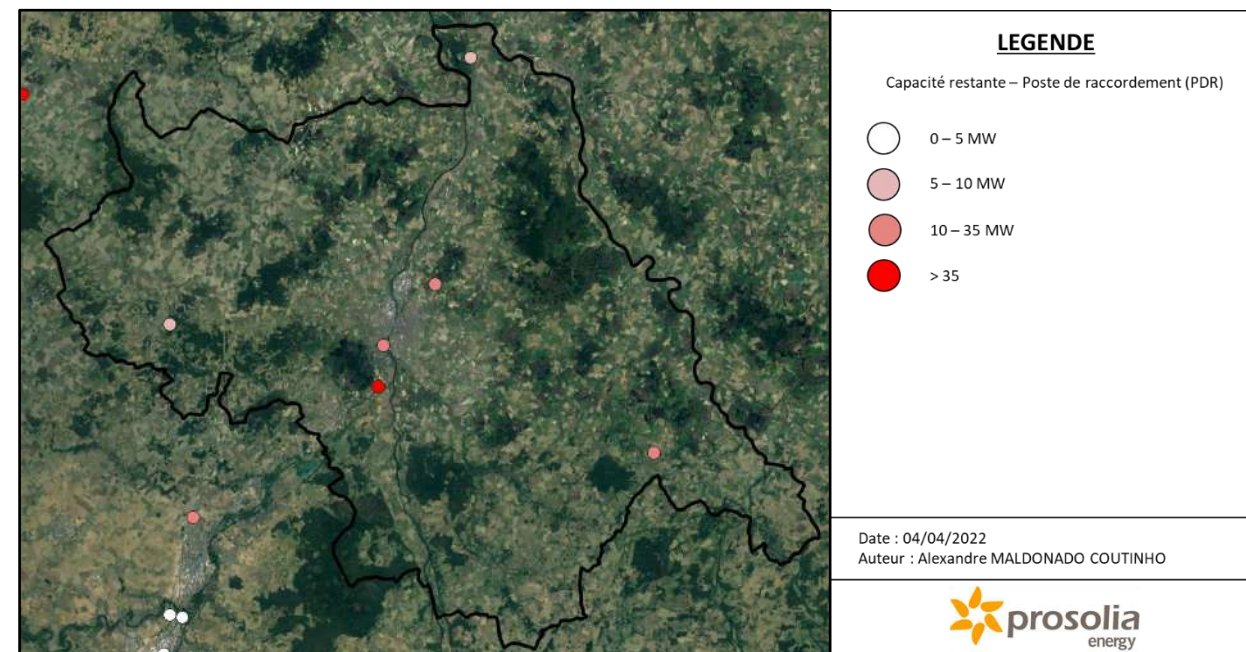 LEGENDE
Capacité restante – Poste de raccordement (PDR)
0 – 5 MW
5 – 10 MW
10 – 35 MW
> 35
Date : 04/04/2022
Auteur : Alexandre MALDONADO COUTINHO
prosolia
energy